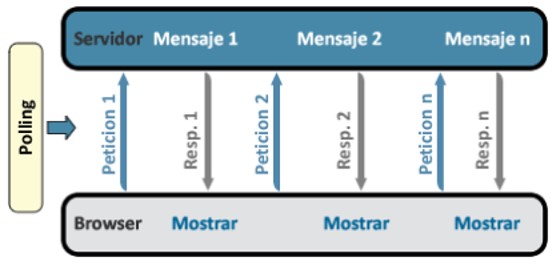 Polling
Servidor Mensaje 1 Mensaje 2 Mensaje n
Peticion 1
Resp. 1
Peticion 2
Resp. 2
Peticion n
Resp. n
Browser Mostrar Mostrar Mostrar